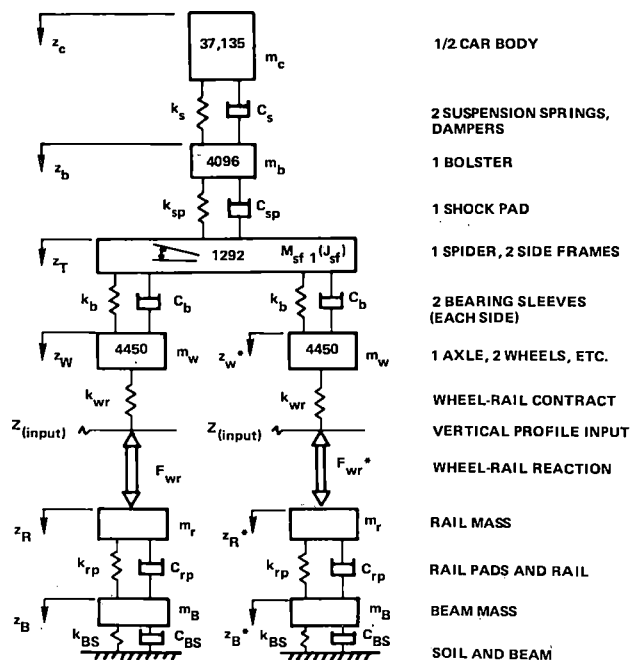 z_c 37,135 m_c 1/2 CAR BODY
k_s C_s 2 SUSPENSION SPRINGS,
DAMPERS
z_b 4096 m_b 1 BOLSTER
k_sp C_sp 1 SHOCK PAD
z_T 1292 M_sf 1 (J_sf) 1 SPIDER, 2 SIDE FRAMES
k_b C_b k_b C_b 2 BEARING SLEEVES
(EACH SIDE)
z_W 4450 m_w z_w* 4450 m_w 1 AXLE, 2 WHEELS, ETC.
k_wr k_wr WHEEL-RAIL CONTRACT
Z_(input) Z_(input) VERTICAL PROFILE INPUT
F_wr F_wr* WHEEL-RAIL REACTION
z_R m_r z_R* m_r RAIL MASS
k_rp C_rp k_rp C_rp RAIL PADS AND RAIL
z_B m_B z_B* m_B BEAM MASS
k_BS C_BS k_BS C_BS SOIL AND BEAM